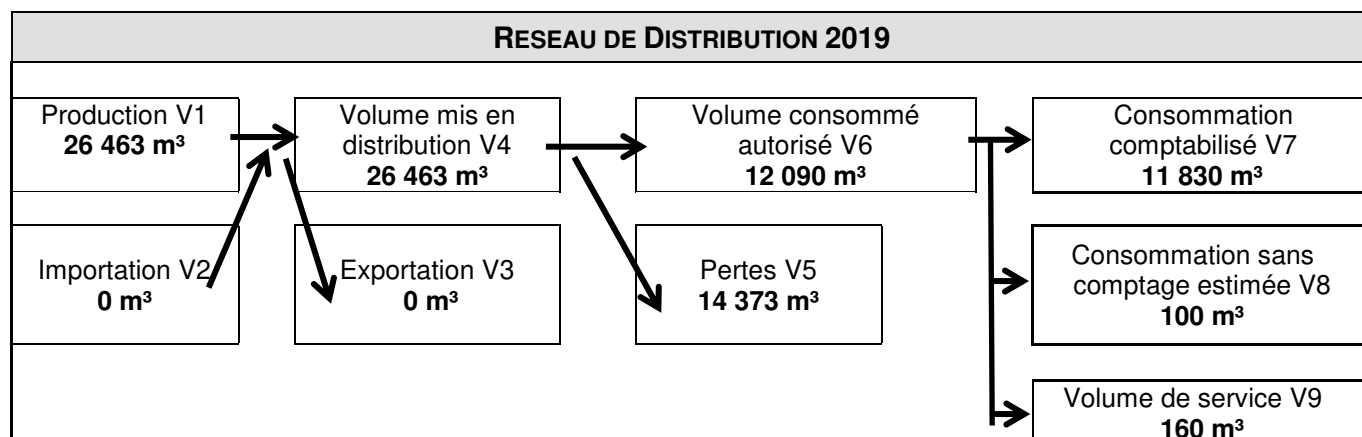 RESEAU DE DISTRIBUTION 2019
Production V1
26 463 m³
Volume mis en
distribution V4
26 463 m³
Volume consommé
autorisé V6
12 090 m³
Consommation
comptabilisé V7
11 830 m³
Importation V2
0 m³
Exportation V3
0 m³
Pertes V5
14 373 m³
Consommation sans
comptage estimée V8
100 m³
Volume de service V9
160 m³